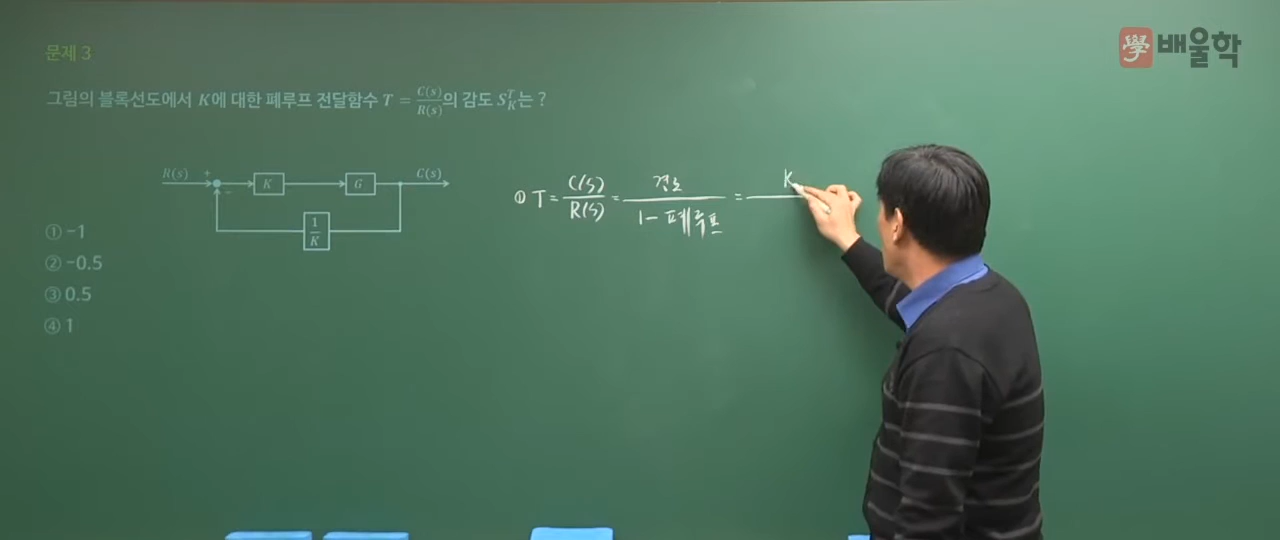 學 배울학
문제 3
그림의 블록선도에서 K에 대한 폐루프 전달함수 T = C(s)/R(s)의 감도 S_K^T는 ?
R(s) + C(s)
K G
−
1/K
① T = C(S)/R(S) = 경로/1 - 폐루프 = K
① -1
② -0.5
③ 0.5
④ 1